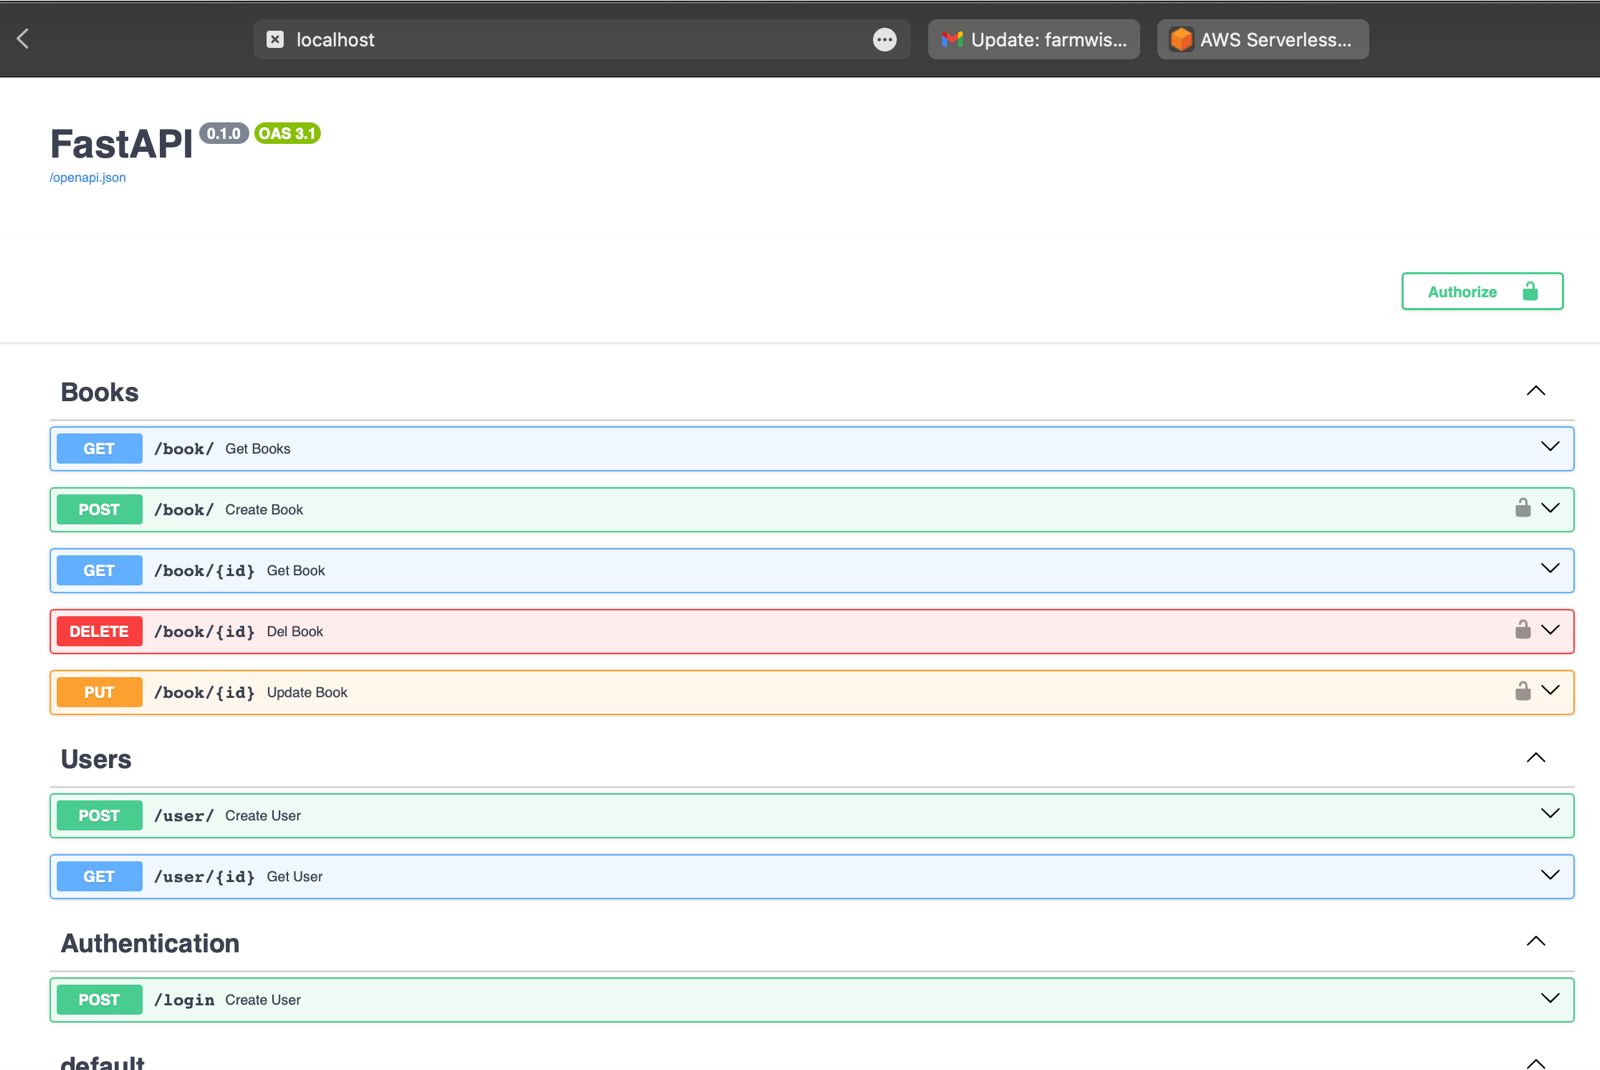 localhost
Update: farmwis...
AWS Serverless...
FastAPI 0.1.0 OAS 3.1
/openapi.json
Authorize
Books
GET /book/ Get Books
POST /book/ Create Book
GET /book/{id} Get Book
DELETE /book/{id} Del Book
PUT /book/{id} Update Book
Users
POST /user/ Create User
GET /user/{id} Get User
Authentication
POST /login Create User
default